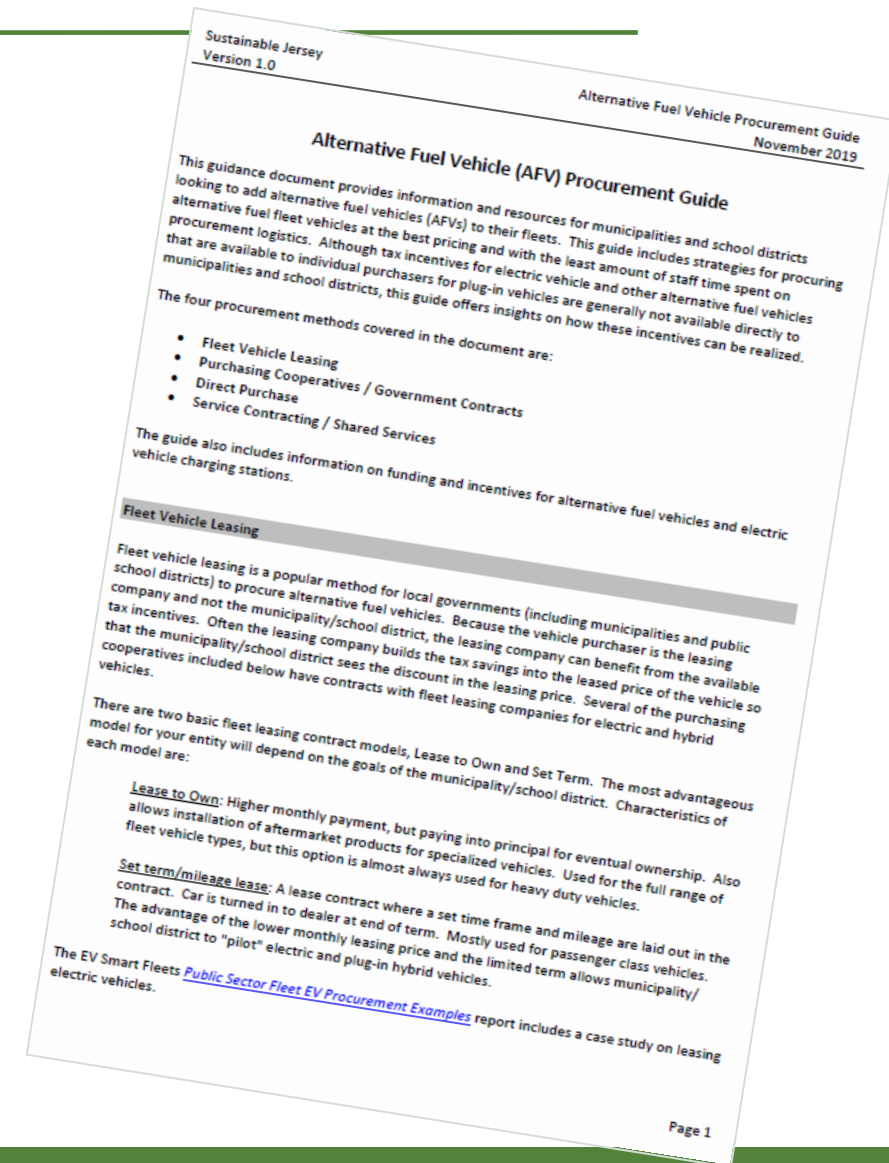 Sustainable Jersey
Version 1.0
Alternative Fuel Vehicle Procurement Guide
November 2019
Alternative Fuel Vehicle (AFV) Procurement Guide
This guidance document provides information and resources for municipalities and school districts
looking to add alternative fuel vehicles (AFVs) to their fleets.  This guide includes strategies for procuring
alternative fuel fleet vehicles at the best pricing and with the least amount of staff time spent on
procurement logistics.  Although tax incentives for electric vehicle and other alternative fuel vehicles
that are available to individual purchasers for plug-in vehicles are generally not available directly to
municipalities and school districts, this guide offers insights on how these incentives can be realized.
The four procurement methods covered in the document are:
• Fleet Vehicle Leasing
• Purchasing Cooperatives / Government Contracts
• Direct Purchase
• Service Contracting / Shared Services
The guide also includes information on funding and incentives for alternative fuel vehicles and electric
vehicle charging stations.
Fleet Vehicle Leasing
Fleet vehicle leasing is a popular method for local governments (including municipalities and public
school districts) to procure alternative fuel vehicles.  Because the vehicle purchaser is the leasing
company and not the municipality/school district, the leasing company can benefit from the available
tax incentives.  Often the leasing company builds the tax savings into the leased price of the vehicle so
that the municipality/school district sees the discount in the leasing price.  Several of the purchasing
cooperatives included below have contracts with fleet leasing companies for electric and hybrid
vehicles.
There are two basic fleet leasing contract models, Lease to Own and Set Term.  The most advantageous
model for your entity will depend on the goals of the municipality/school district.  Characteristics of
each model are:
Lease to Own: Higher monthly payment, but paying into principal for eventual ownership.  Also
allows installation of aftermarket products for specialized vehicles.  Used for the full range of
fleet vehicle types, but this option is almost always used for heavy duty vehicles.
Set term/mileage lease: A lease contract where a set time frame and mileage are laid out in the
contract.  Car is turned in to dealer at end of term.  Mostly used for passenger class vehicles.
The advantage of the lower monthly leasing price and the limited term allows municipality/
school district to "pilot" electric and plug-in hybrid vehicles.
The EV Smart Fleets Public Sector Fleet EV Procurement Examples report includes a case study on leasing
electric vehicles.
Page 1